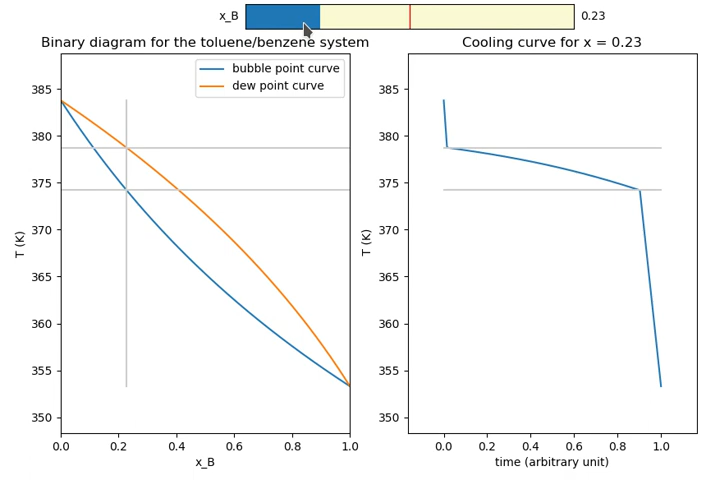 x_B 0.23
Binary diagram for the toluene/benzene system
bubble point curve
dew point curve
385
380
375
370
365
360
355
350
T (K)
0.0 0.2 0.4 0.6 0.8 1.0
x_B
Cooling curve for x = 0.23
385
380
375
370
365
360
355
350
T (K)
0.0 0.2 0.4 0.6 0.8 1.0
time (arbitrary unit)